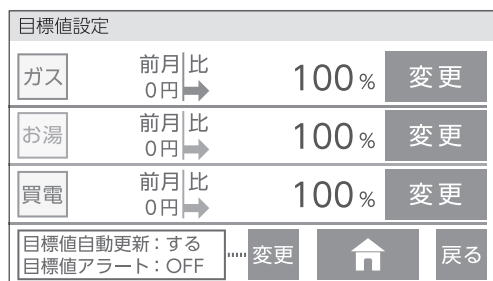 目標値設定
ガス 前月比 0円 100% 変更
お湯 前月比 0円 100% 変更
買電 前月比 0円 100% 変更
目標値自動更新：する
目標値アラート：OFF
変更 戻る